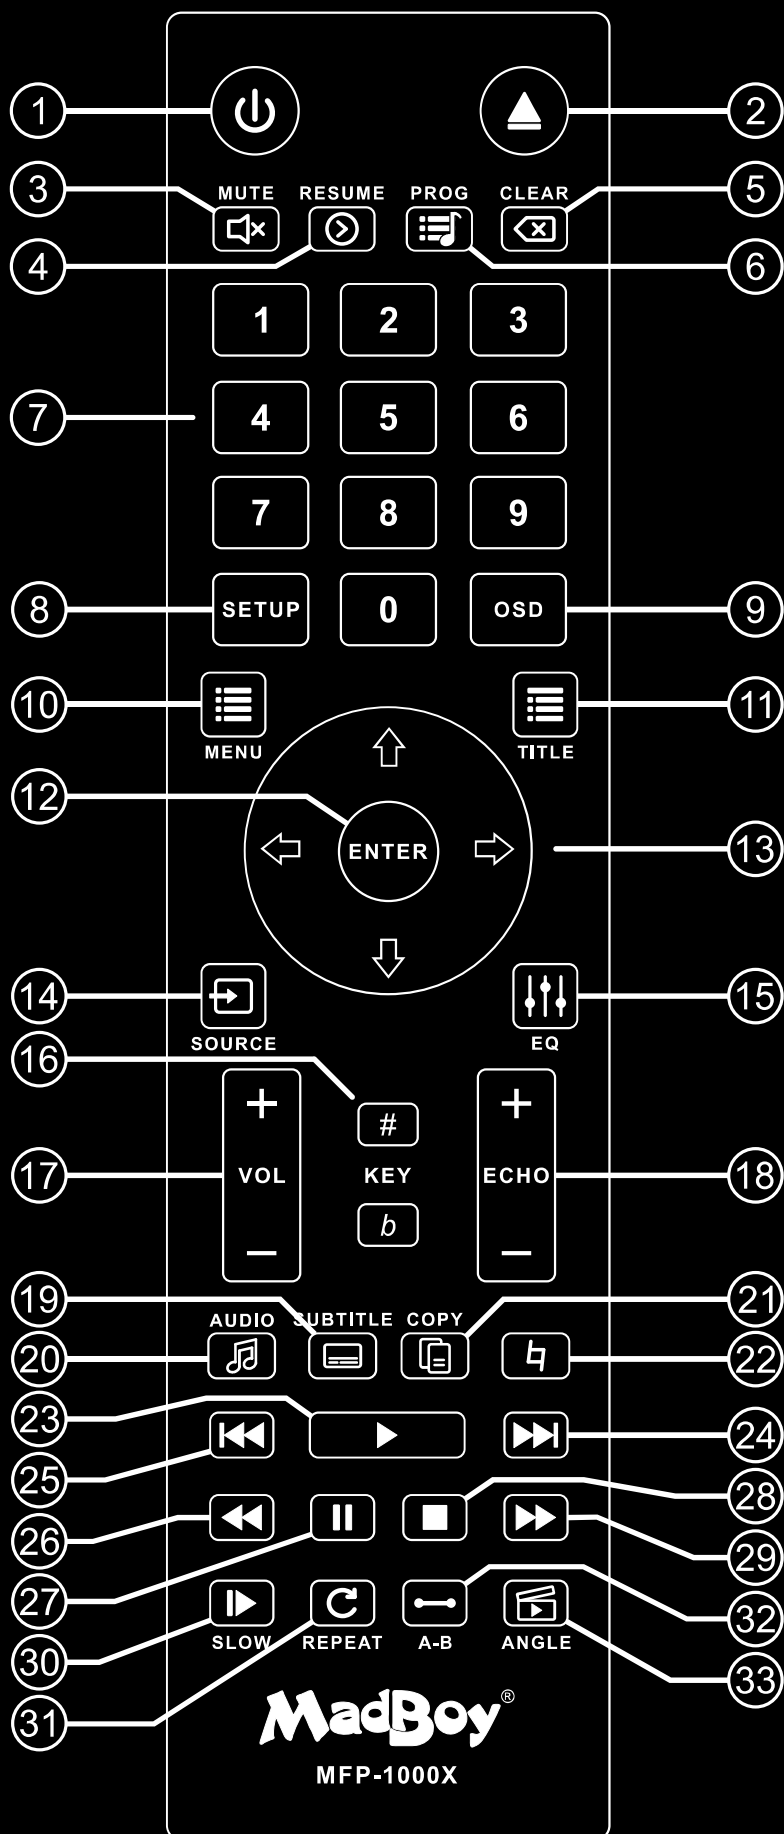 1 2
3 MUTE RESUME PROG CLEAR 5
4 6
1 2 3
7 4 5 6
7 8 9
8 SETUP 0 OSD 9
10 11
MENU TITLE
12
ENTER 13
14 15
SOURCE EQ
16
+ # +
17 VOL KEY ECHO 18
b
− −
19 21
AUDIO SUBTITLE COPY
20 22
23 24
25
28
26 29
27 32
30 SLOW REPEAT A-B ANGLE
33
31 MadBoy®
MFP-1000X